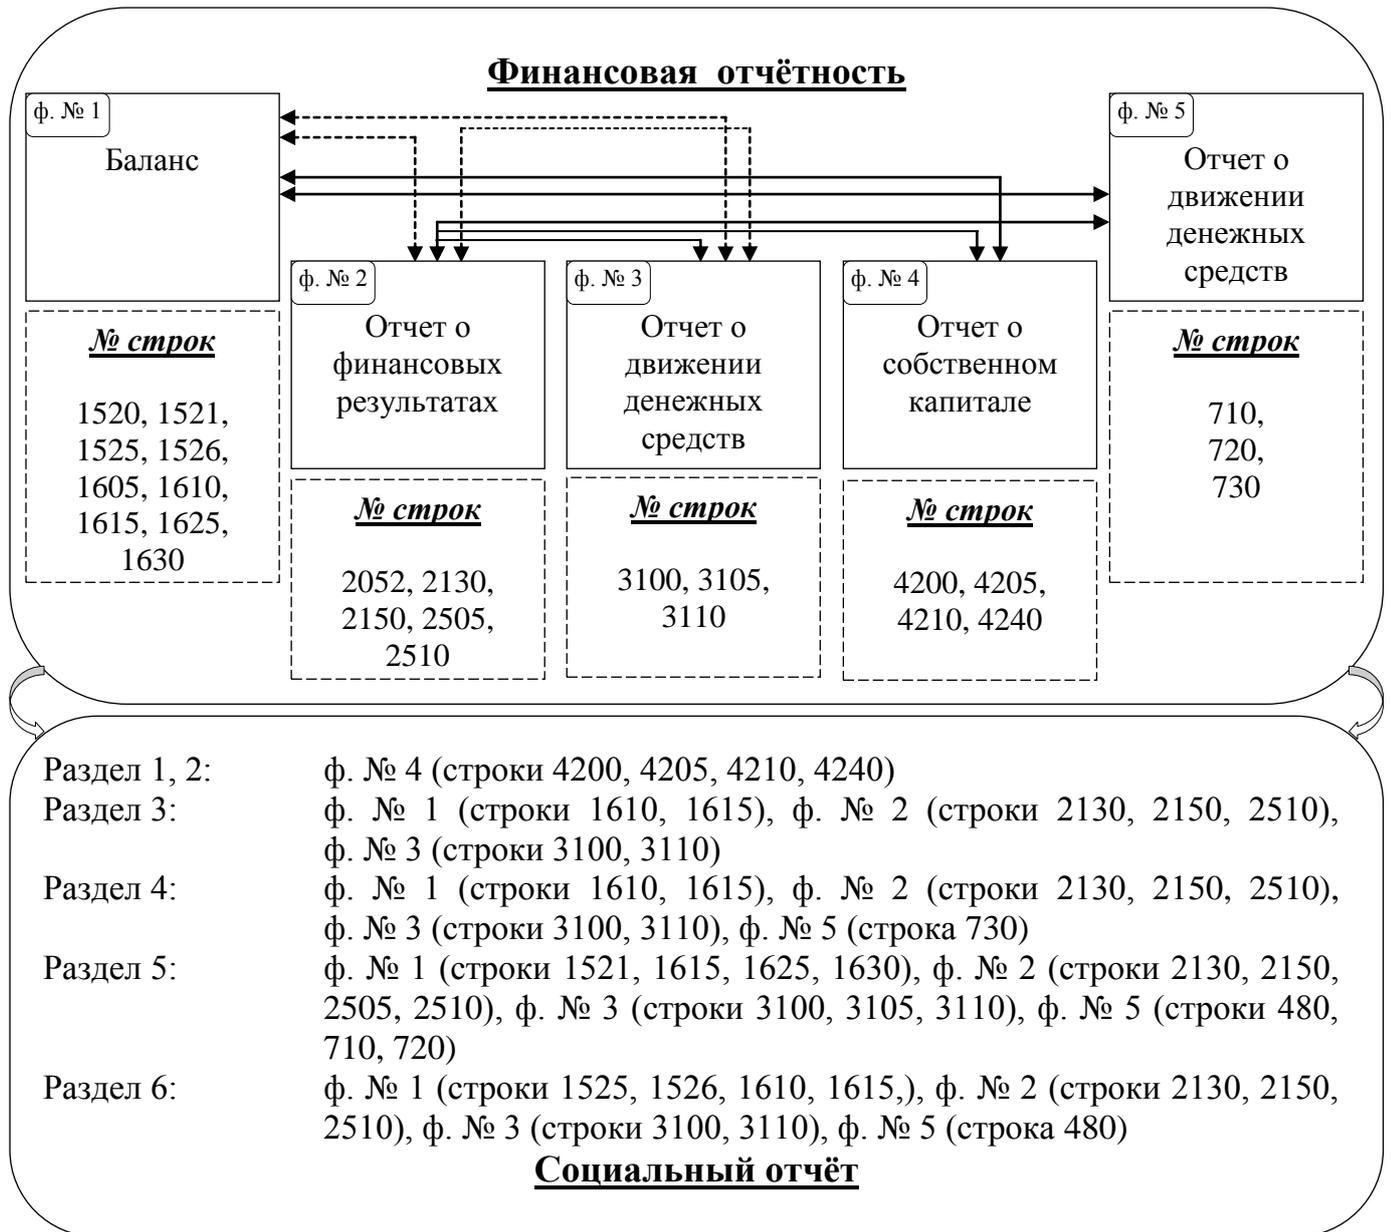 Финансовая отчётность
ф. № 1
Баланс
№ строк
1520, 1521,
1525, 1526,
1605, 1610,
1615, 1625,
1630
ф. № 2
Отчет о
финансовых
результатах
№ строк
2052, 2130,
2150, 2505,
2510
ф. № 3
Отчет о
движении
денежных
средств
№ строк
3100, 3105,
3110
ф. № 4
Отчет о
собственном
капитале
№ строк
4200, 4205,
4210, 4240
ф. № 5
Отчет о
движении
денежных
средств
№ строк
710,
720,
730
Раздел 1, 2: ф. № 4 (строки 4200, 4205, 4210, 4240)
Раздел 3: ф. № 1 (строки 1610, 1615), ф. № 2 (строки 2130, 2150, 2510),
ф. № 3 (строки 3100, 3110)
Раздел 4: ф. № 1 (строки 1610, 1615), ф. № 2 (строки 2130, 2150, 2510),
ф. № 3 (строки 3100, 3110), ф. № 5 (строка 730)
Раздел 5: ф. № 1 (строки 1521, 1615, 1625, 1630), ф. № 2 (строки 2130, 2150,
2505, 2510), ф. № 3 (строки 3100, 3105, 3110), ф. № 5 (строки 480,
710, 720)
Раздел 6: ф. № 1 (строки 1525, 1526, 1610, 1615,), ф. № 2 (строки 2130, 2150,
2510), ф. № 3 (строки 3100, 3110), ф. № 5 (строка 480)
Социальный отчёт